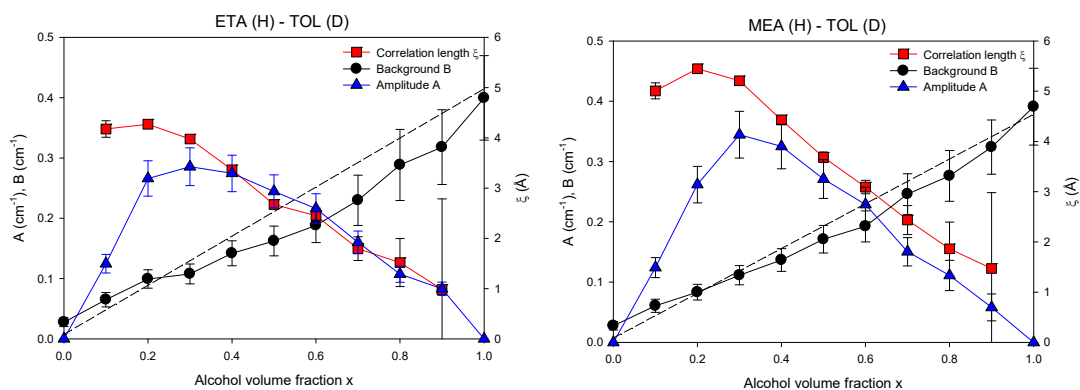 ETA (H) - TOL (D)
0.5
0.4
0.3
0.2
0.1
0.0
A (cm-1), B (cm-1)
6
5
4
3
2
1
0
ξ (Å)
Correlation length ξ
Background B
Amplitude A
0.0 0.2 0.4 0.6 0.8 1.0
Alcohol volume fraction x
MEA (H) - TOL (D)
0.5
0.4
0.3
0.2
0.1
0.0
A (cm-1), B (cm-1)
6
5
4
3
2
1
0
ξ (Å)
Correlation length ξ
Background B
Amplitude A
0.0 0.2 0.4 0.6 0.8 1.0
Alcohol volume fraction x